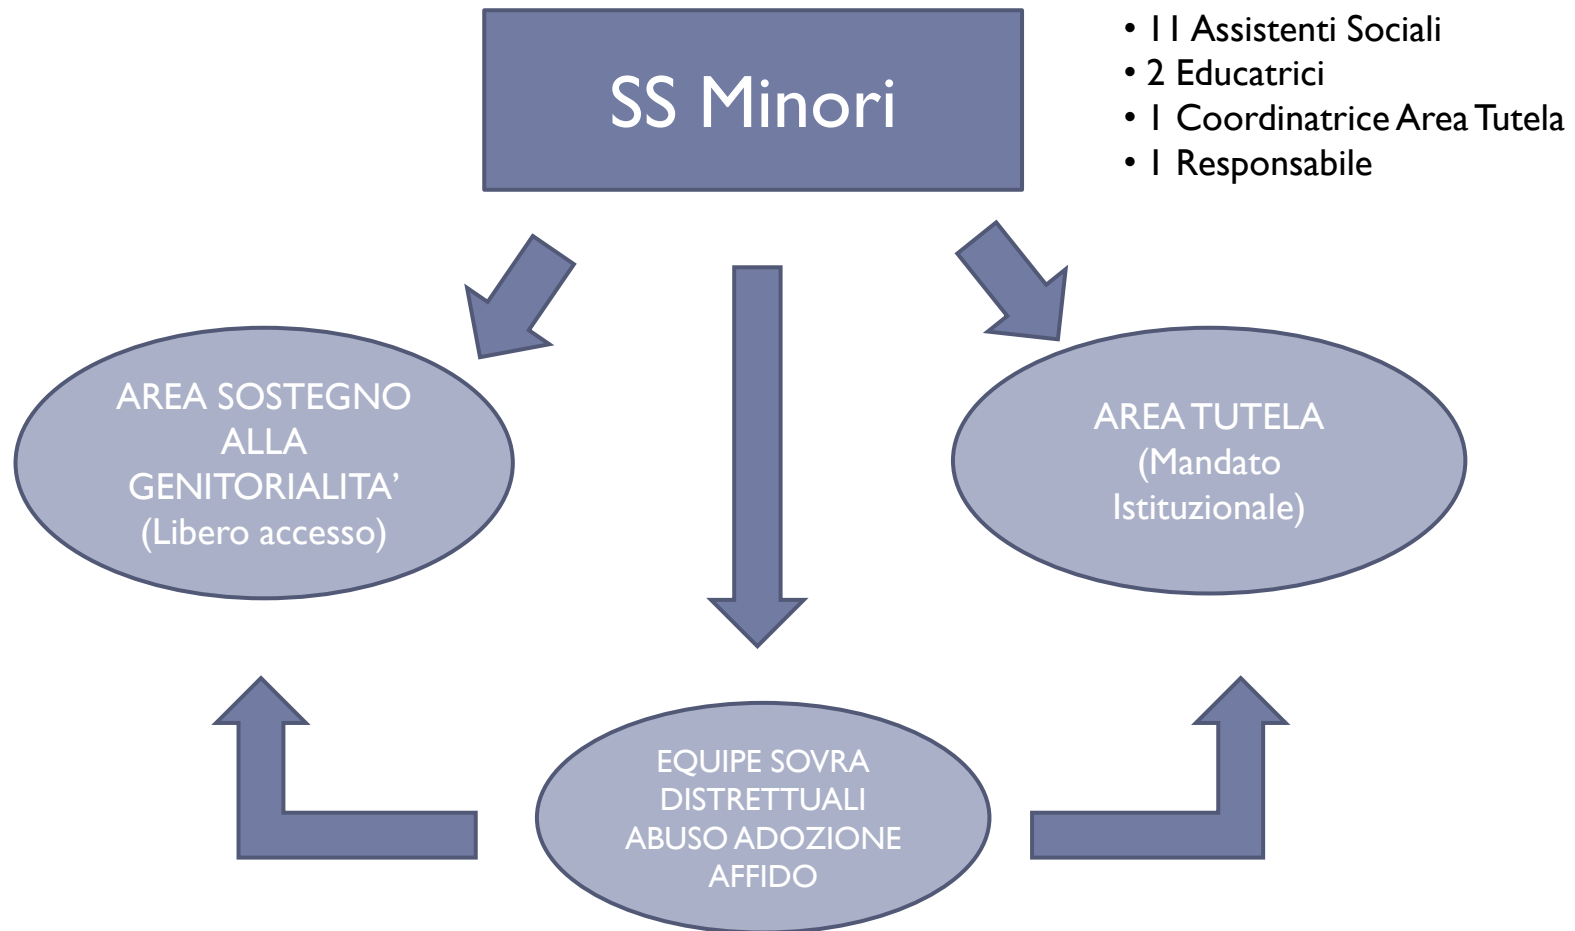 SS Minori
• 11 Assistenti Sociali
• 2 Educatrici
• 1 Coordinatrice Area Tutela
• 1 Responsabile
AREA SOSTEGNO
ALLA
GENITORIALITA’
(Libero accesso)
AREA TUTELA
(Mandato
Istituzionale)
EQUIPE SOVRA
DISTRETTUALI
ABUSO ADOZIONE
AFFIDO